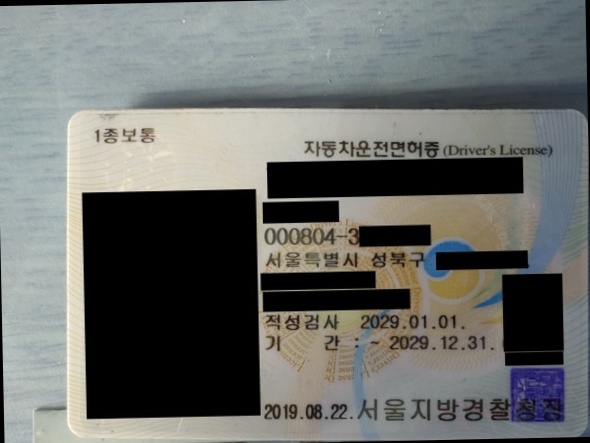 1종보통
자동차운전면허증 (Driver's License)
000804-3
서울특별시 성북구
적성검사 2029.01.01.
기 간 : ~ 2029.12.31.
2019.08.22. 서울지방경찰청장